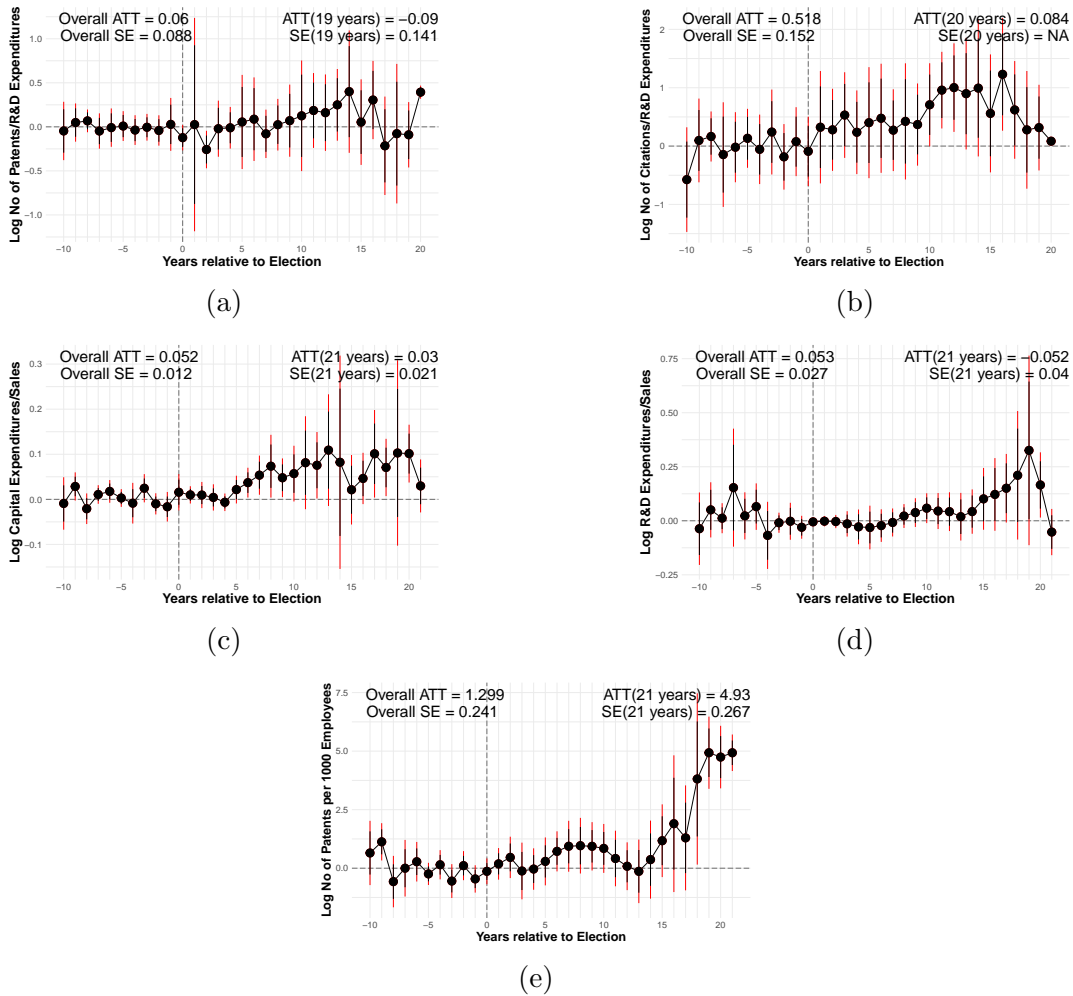 Overall ATT = 0.06 ATT(19 years) = −0.09
Overall SE = 0.088 SE(19 years) = 0.141
Log No of Patents/R&D Expenditures
1.0
0.5
0.0
−0.5
−1.0
−10 −5 0 5 10 15 20
Years relative to Election
(a)
Overall ATT = 0.518 ATT(20 years) = 0.084
Overall SE = 0.152 SE(20 years) = NA
Log No of Citations/R&D Expenditures
2
1
0
−1
−10 −5 0 5 10 15 20
Years relative to Election
(b)
Overall ATT = 0.052 ATT(21 years) = 0.03
Overall SE = 0.012 SE(21 years) = 0.021
Log Capital Expenditures/Sales
0.3
0.2
0.1
0.0
−0.1
−10 −5 0 5 10 15 20
Years relative to Election
(c)
Overall ATT = 0.053 ATT(21 years) = −0.052
Overall SE = 0.027 SE(21 years) = 0.04
Log R&D Expenditures/Sales
0.75
0.50
0.25
0.00
−0.25
−10 −5 0 5 10 15 20
Years relative to Election
(d)
Overall ATT = 1.299 ATT(21 years) = 4.93
Overall SE = 0.241 SE(21 years) = 0.267
Log No of Patents per 1000 Employees
7.5
5.0
2.5
0.0
−10 −5 0 5 10 15 20
Years relative to Election
(e)